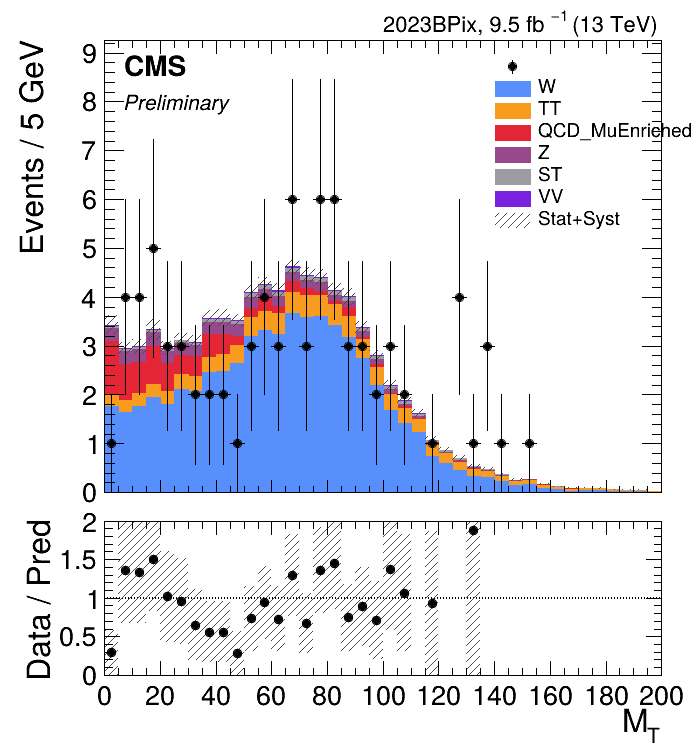 2023BPix, 9.5 fb⁻¹ (13 TeV)
CMS
Preliminary
Events / 5 GeV
9
8
7
6
5
4
3
2
1
0
W
TT
QCD_MuEnriched
Z
ST
VV
Stat+Syst
Data / Pred
2
1.5
1
0.5
0
0 20 40 60 80 100 120 140 160 180 200
M_T